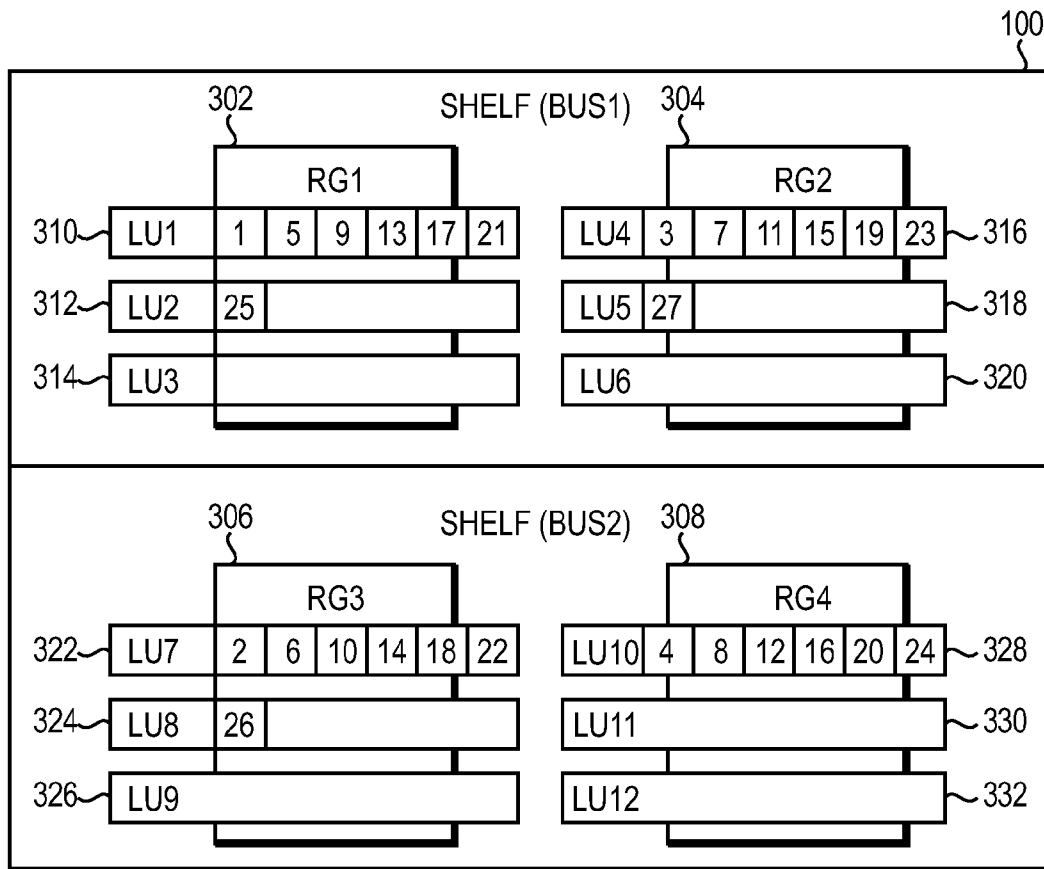 100
302 SHELF (BUS1) 304
RG1 RG2
310 LU1 1 5 9 13 17 21 LU4 3 7 11 15 19 23 316
312 LU2 25 LU5 27 318
314 LU3 LU6 320
306 SHELF (BUS2) 308
RG3 RG4
322 LU7 2 6 10 14 18 22 LU10 4 8 12 16 20 24 328
324 LU8 26 LU11 330
326 LU9 LU12 332